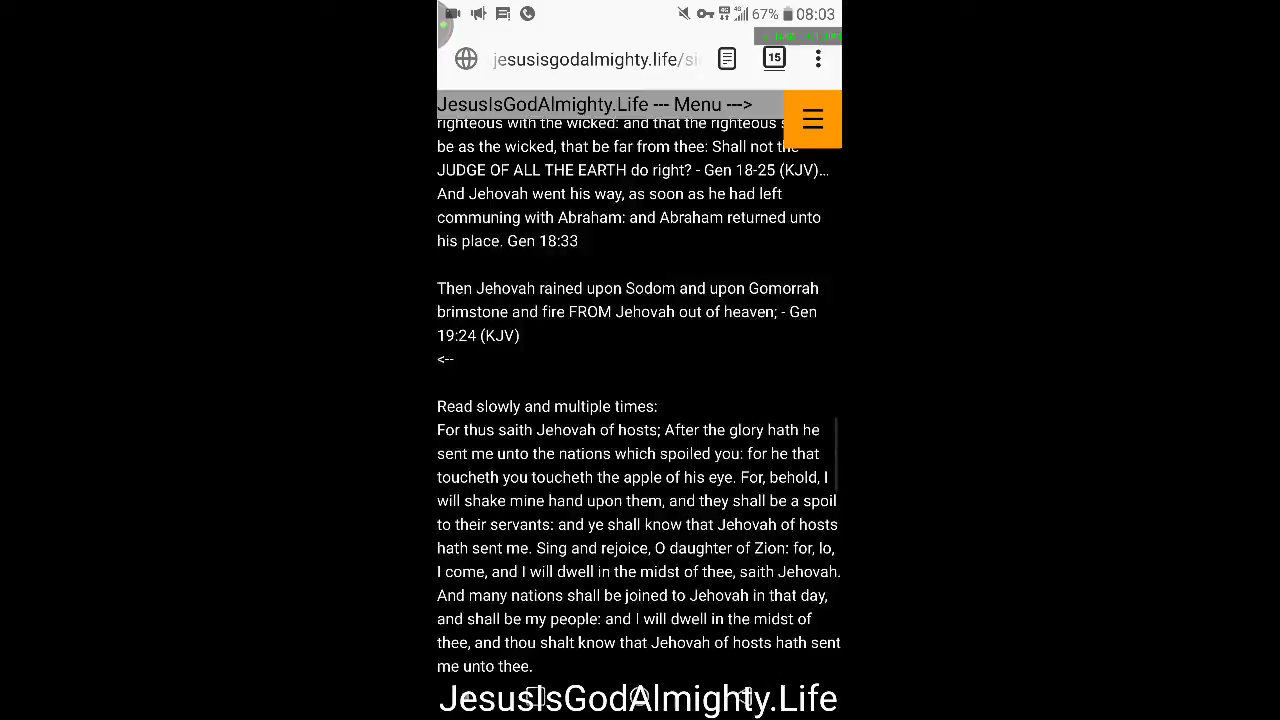 67% 08:03
jesusisgodalmighty.life/si
15
JesusIsGodAlmighty.Life --- Menu --->
righteous with the wicked: and that the righteous s
be as the wicked, that be far from thee: Shall not the
JUDGE OF ALL THE EARTH do right? - Gen 18-25 (KJV)…
And Jehovah went his way, as soon as he had left
communing with Abraham: and Abraham returned unto
his place. Gen 18:33
Then Jehovah rained upon Sodom and upon Gomorrah
brimstone and fire FROM Jehovah out of heaven; - Gen
19:24 (KJV)
<--
Read slowly and multiple times:
For thus saith Jehovah of hosts; After the glory hath he
sent me unto the nations which spoiled you: for he that
toucheth you toucheth the apple of his eye. For, behold, I
will shake mine hand upon them, and they shall be a spoil
to their servants: and ye shall know that Jehovah of hosts
hath sent me. Sing and rejoice, O daughter of Zion: for, lo,
I come, and I will dwell in the midst of thee, saith Jehovah.
And many nations shall be joined to Jehovah in that day,
and shall be my people: and I will dwell in the midst of
thee, and thou shalt know that Jehovah of hosts hath sent
me unto thee.
JesusIsGodAlmighty.Life